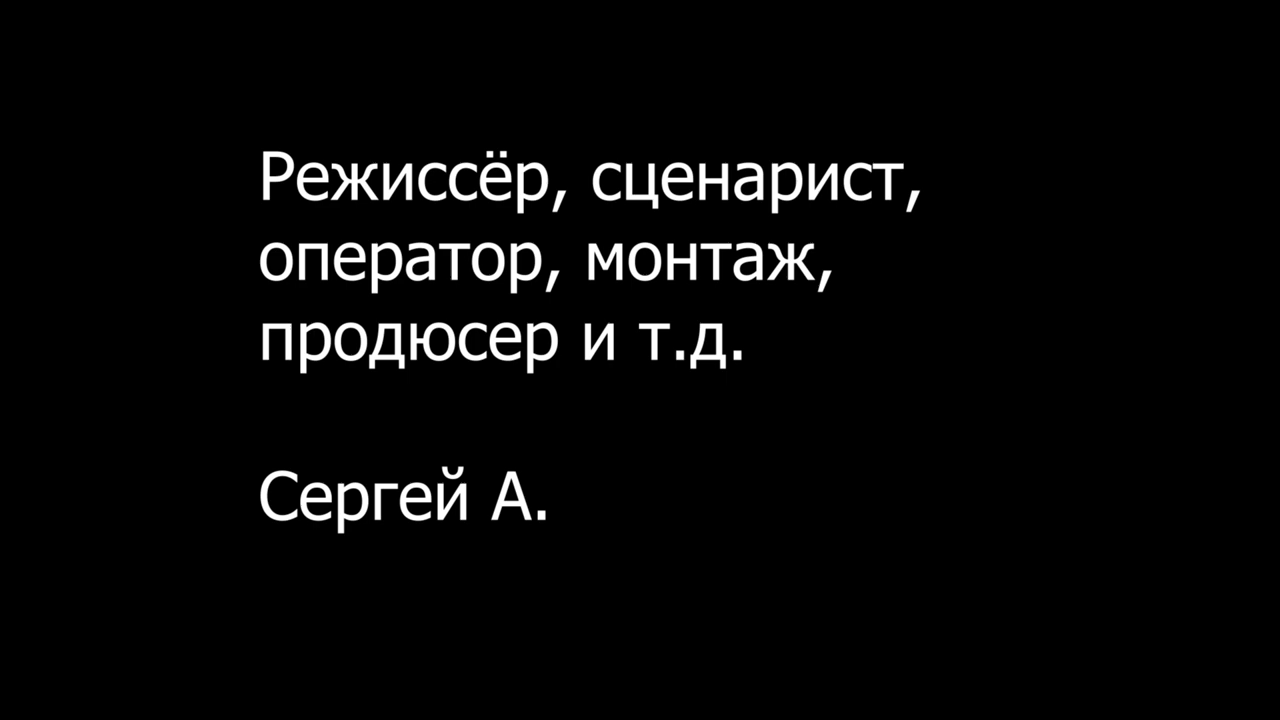 Режиссёр, сценарист,
оператор, монтаж,
продюсер и т.д.
Сергей А.